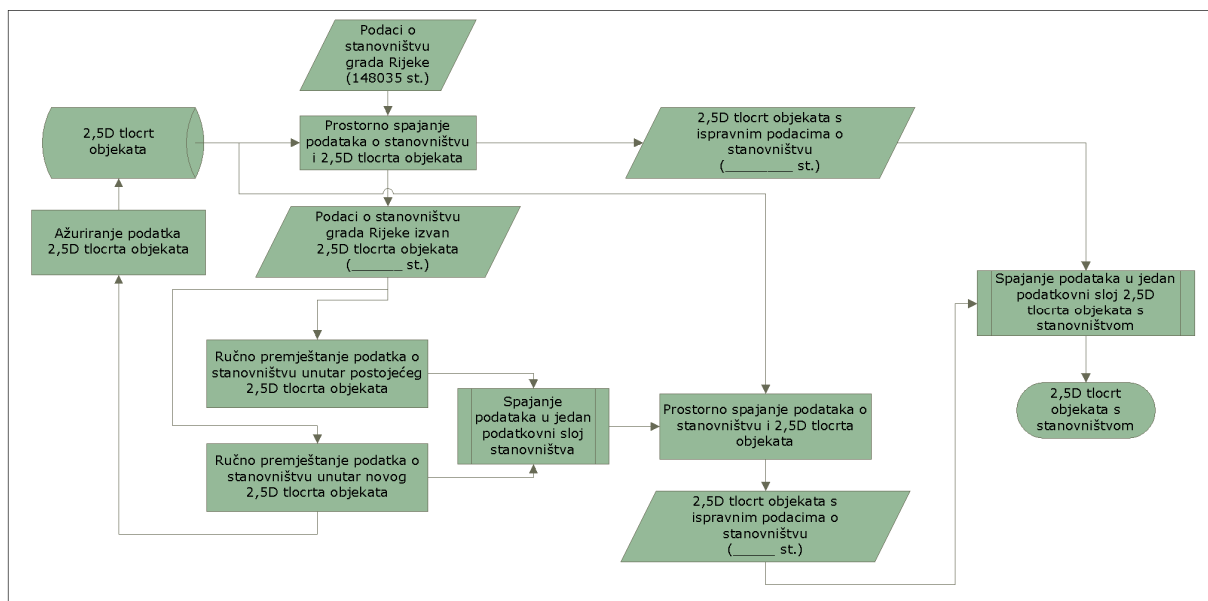 Podaci o
stanovništvu
grada Rijeke
(148035 st.)
2,5D tlocrt
objekata
Prostorno spajanje
podataka o stanovništvu
i 2,5D tlocrta objekata
2,5D tlocrt objekata s
ispravnim podacima o
stanovništvu
(________ st.)
Ažuriranje podatka
2,5D tlocrta objekata
Podaci o stanovništvu
grada Rijeke izvan
2,5D tlocrta objekata
(______ st.)
Spajanje podataka u jedan
podatkovni sloj 2,5D
tlocrta objekata s
stanovništvom
Ručno premještanje podatka o
stanovništvu unutar postojećeg
2,5D tlocrta objekata
Spajanje
podataka u jedan
podatkovni sloj
stanovništva
Prostorno spajanje podataka o
stanovništvu i 2,5D tlocrta
objekata
2,5D tlocrt
objekata s
stanovništvom
Ručno premještanje podatka o
stanovništvu unutar novog
2,5D tlocrta objekata
2,5D tlocrt objekata s
ispravnim podacima o
stanovništvu
(_____ st.)